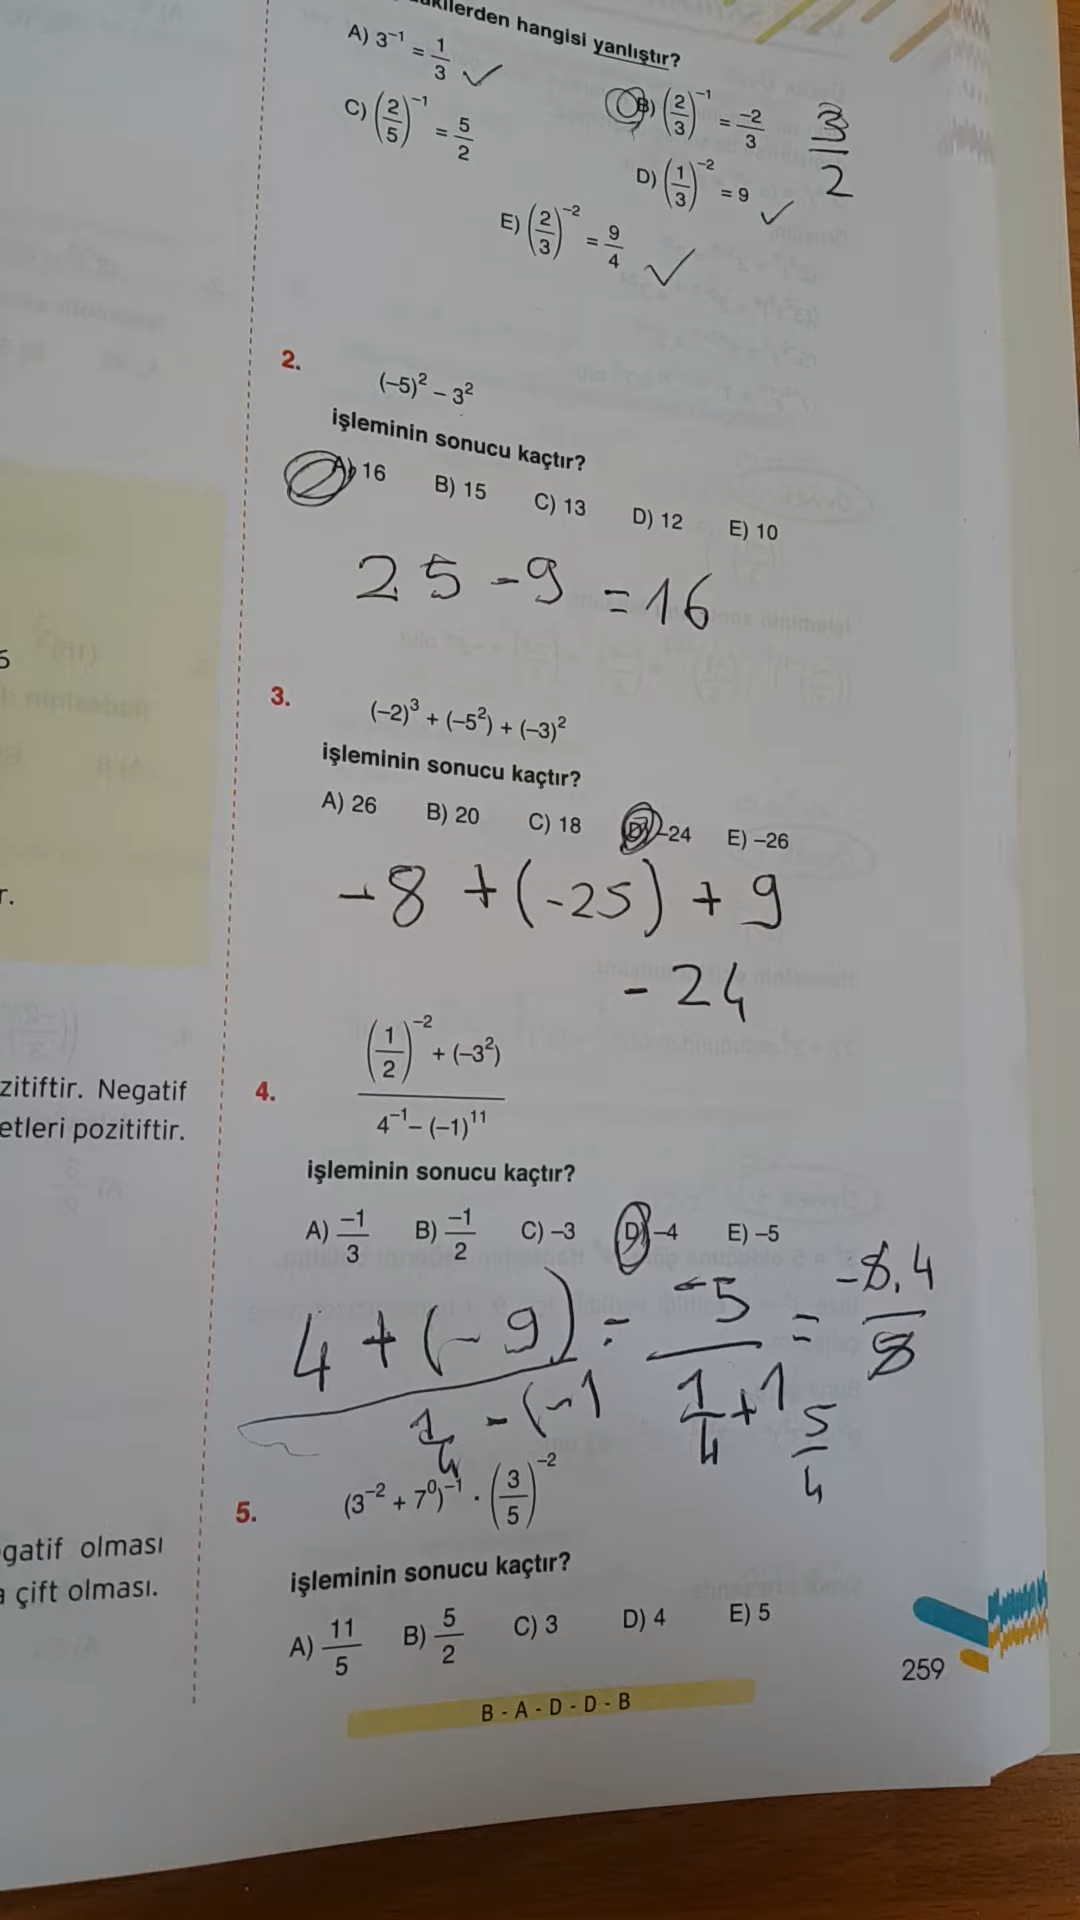 hangisi yanlıştır?
A) 3⁻¹ = 1/3 ✓
B) (2/3)⁻¹ = -2/3
3/2
C) (2/5)⁻¹ = 5/2
D) (1/3)⁻² = 9 ✓
E) (2/3)⁻² = 9/4 ✓
2.
(–5)² – 3²
işleminin sonucu kaçtır?
A) 16 B) 15 C) 13 D) 12 E) 10
25 - 9 = 16
3.
(–2)³ + (–5²) + (–3)²
işleminin sonucu kaçtır?
A) 26 B) 20 C) 18 D) –24 E) –26
-8 + (-25) + 9
- 24
4.
((1/2)⁻² + (–3²)) / (4⁻¹ – (–1)¹¹)
işleminin sonucu kaçtır?
A) –1/3 B) –1/2 C) –3 D) –4 E) –5
4 + (-9) = -5 = 
1/4 - (-1 1/4 + 1
5/4
5.
(3⁻² + 7⁰)⁻¹ · (3/5)⁻²
işleminin sonucu kaçtır?
A) 11/5 B) 5/2 C) 3 D) 4 E) 5
B - A - D - D - B
259
zitiftir. Negatif
etleri pozitiftir.
gatif olması
çift olması.